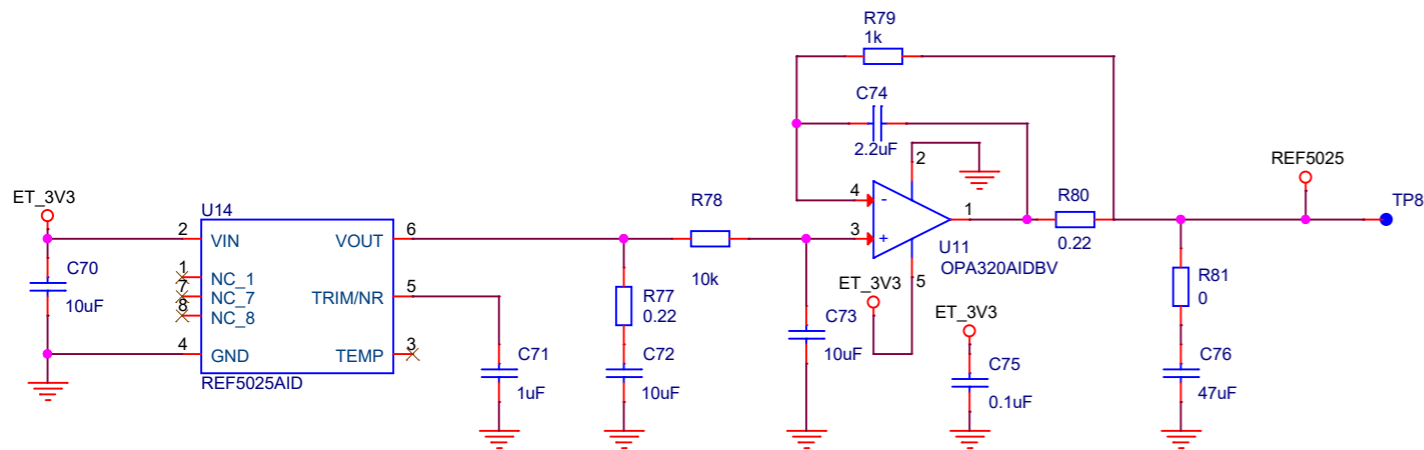 R79
1k
C74
2.2uF
2
REF5025
ET_3V3
U14
R78
4
-
1
R80
TP8
2
VIN
VOUT
6
3
+
U11
0.22
C70
1
NC_1
10k
OPA320AIDBV
10uF
7
NC_7
TRIM/NR
5
R77
ET_3V3
5
R81
8
NC_8
0.22
ET_3V3
0
4
GND
TEMP
3
C73
REF5025AID
C71
C72
10uF
C75
C76
1uF
10uF
0.1uF
47uF